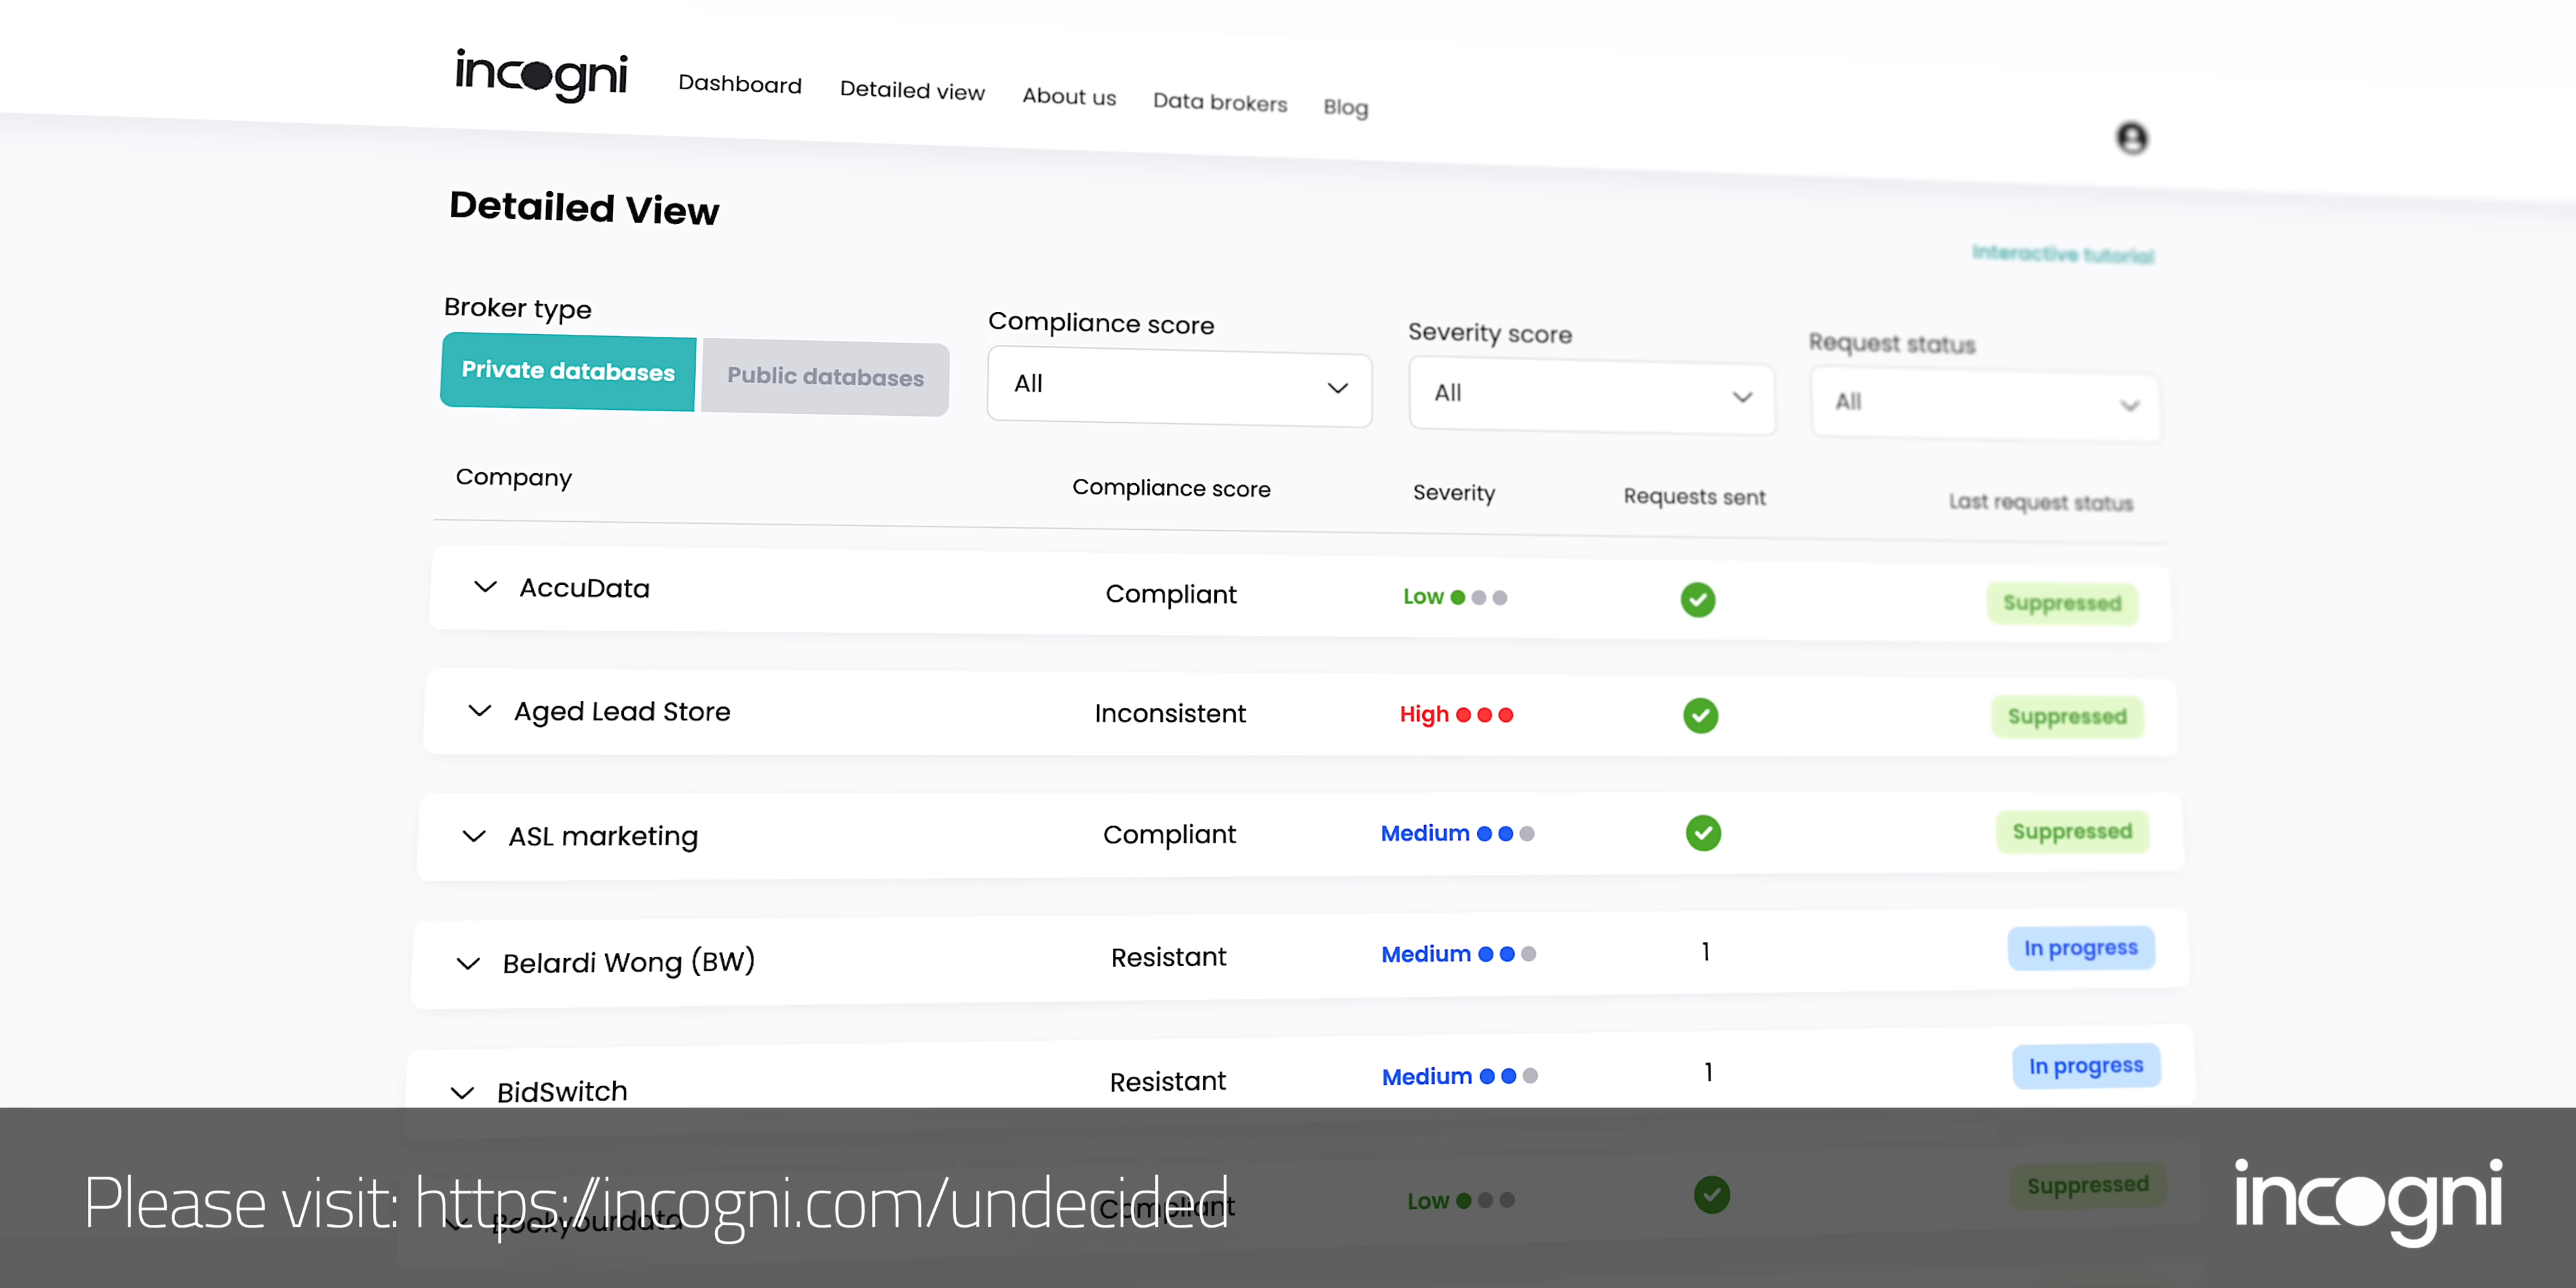 incogni Dashboard Detailed view About us Data brokers Blog
Detailed View
Interactive tutorial
Broker type Compliance score Severity score Request status
Private databases Public databases All All All
Company Compliance score Severity Requests sent Last request status
AccuData Compliant Low Suppressed
Aged Lead Store Inconsistent High Suppressed
ASL marketing Compliant Medium Suppressed
Belardi Wong (BW) Resistant Medium 1 In progress
BidSwitch Resistant Medium 1 In progress
Bookyourdata Compliant Low Suppressed
Please visit: https://incogni.com/undecided
incogni